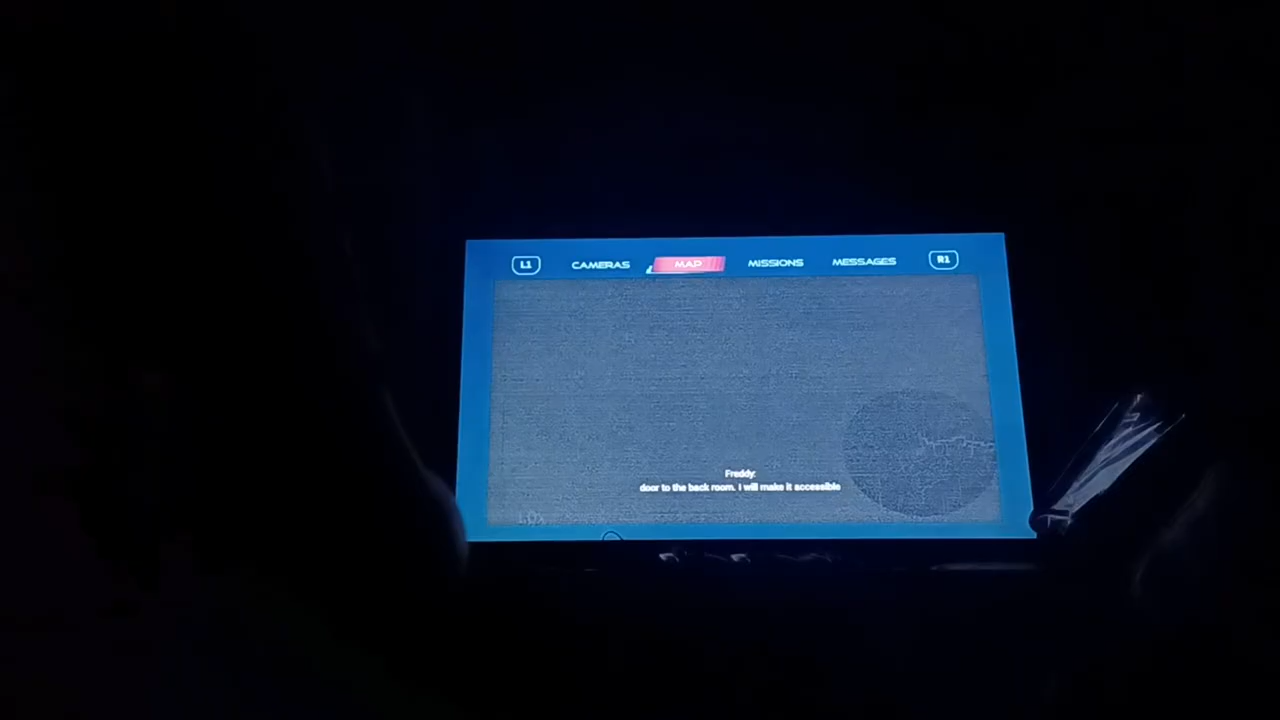 L1 CAMERAS MAP MISSIONS MESSAGES R1
Freddy:
door to the back room. I will make it accessible